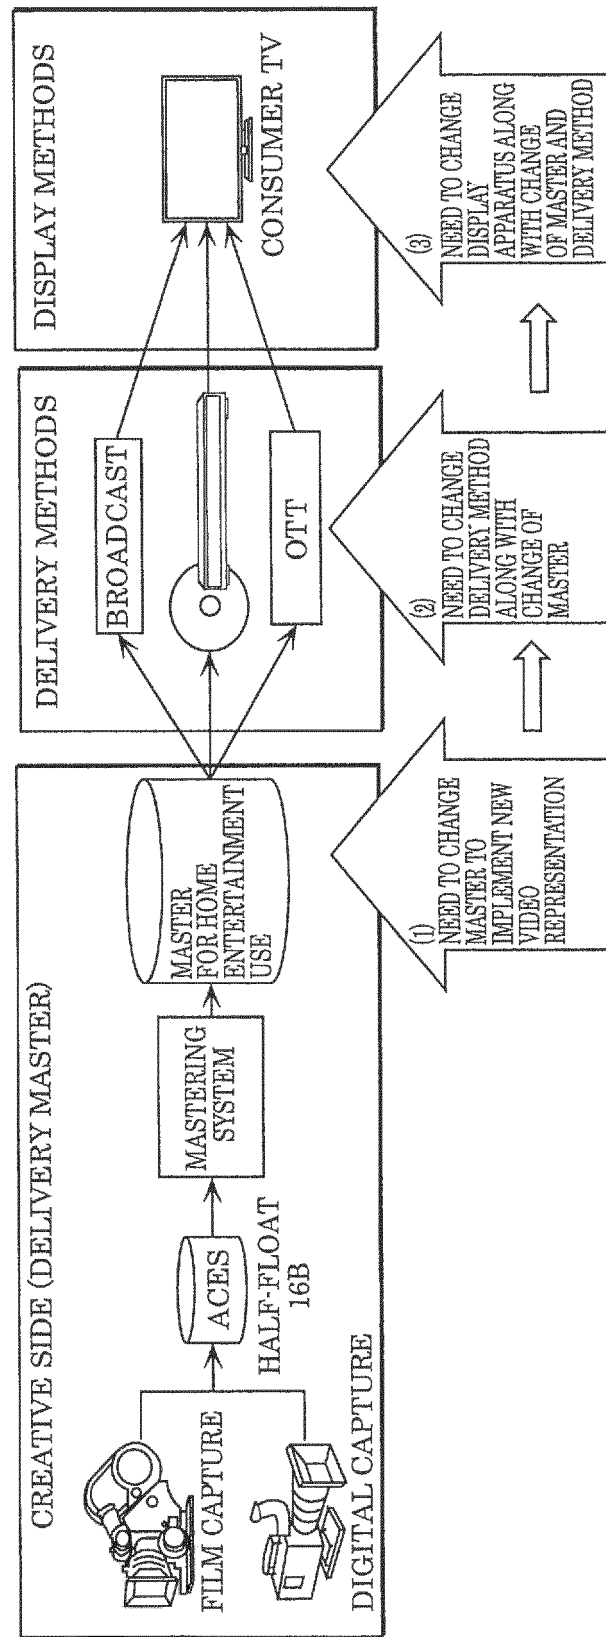 CREATIVE SIDE (DELIVERY MASTER)
FILM CAPTURE
DIGITAL CAPTURE
ACES
HALF-FLOAT
16B
MASTERING
SYSTEM
MASTER
FOR HOME
ENTERTAINMENT
USE
(1)
NEED TO CHANGE
MASTER TO
IMPLEMENT NEW
VIDEO
REPRESENTATION
DELIVERY METHODS
BROADCAST
OTT
(2)
NEED TO CHANGE
DELIVERY METHOD
ALONG WITH
CHANGE OF
MASTER
DISPLAY METHODS
CONSUMER TV
(3)
NEED TO CHANGE
DISPLAY
APPARATUS ALONG
WITH CHANGE
OF MASTER AND
DELIVERY METHOD